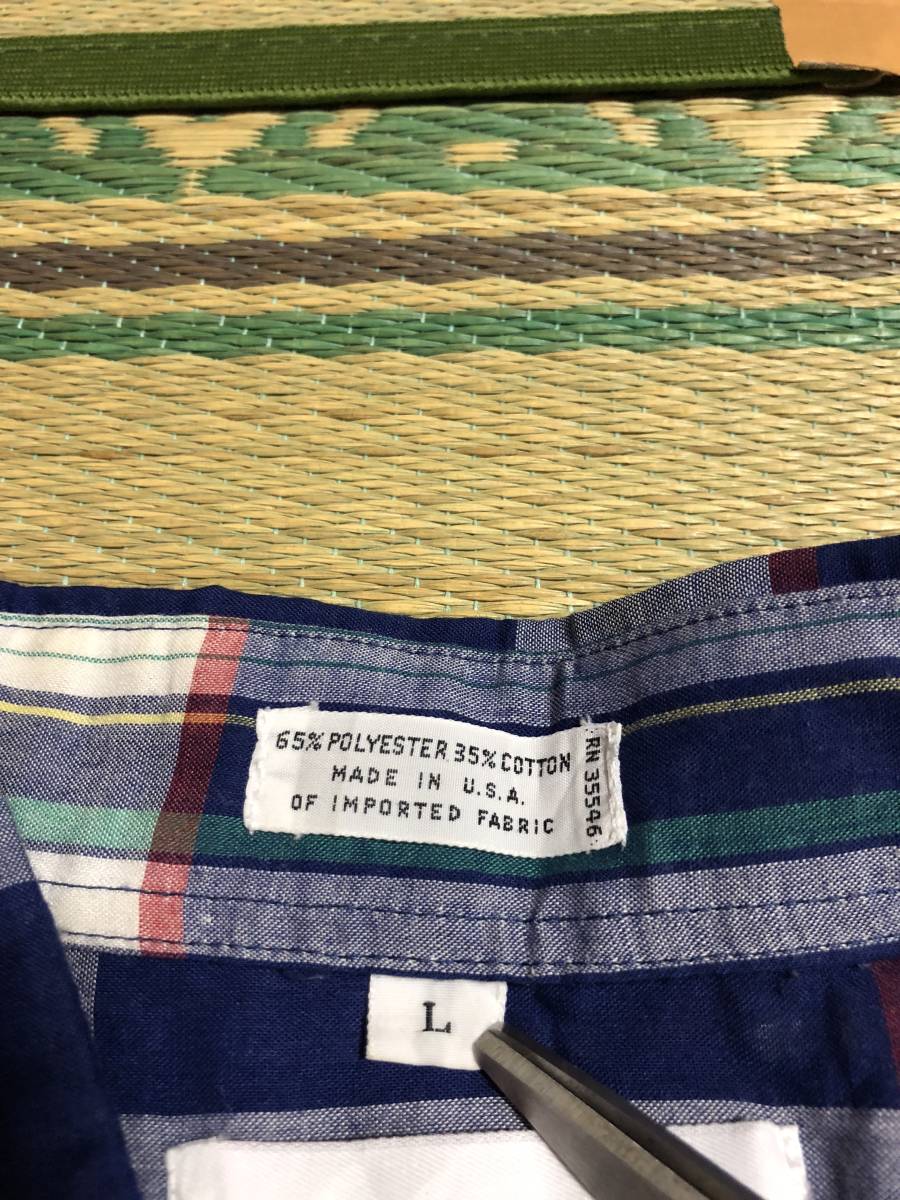 65% POLYESTER 35% COTTON
MADE IN U.S.A.
OF IMPORTED FABRIC
RN 35546
L